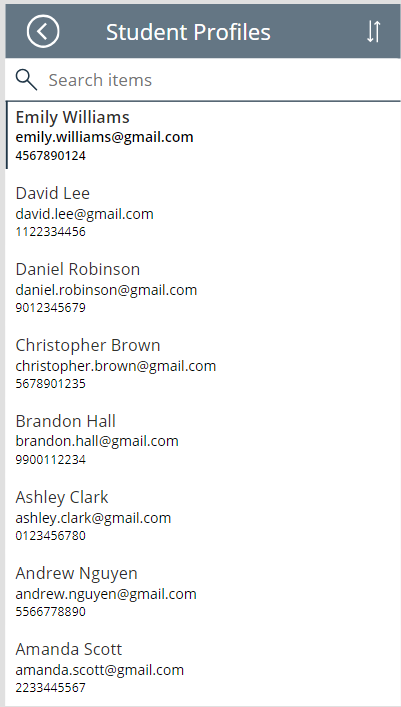 Student Profiles
Search items
Emily Williams
emily.williams@gmail.com
4567890124
David Lee
david.lee@gmail.com
1122334456
Daniel Robinson
daniel.robinson@gmail.com
9012345679
Christopher Brown
christopher.brown@gmail.com
5678901235
Brandon Hall
brandon.hall@gmail.com
9900112234
Ashley Clark
ashley.clark@gmail.com
0123456780
Andrew Nguyen
andrew.nguyen@gmail.com
5566778890
Amanda Scott
amanda.scott@gmail.com
2233445567